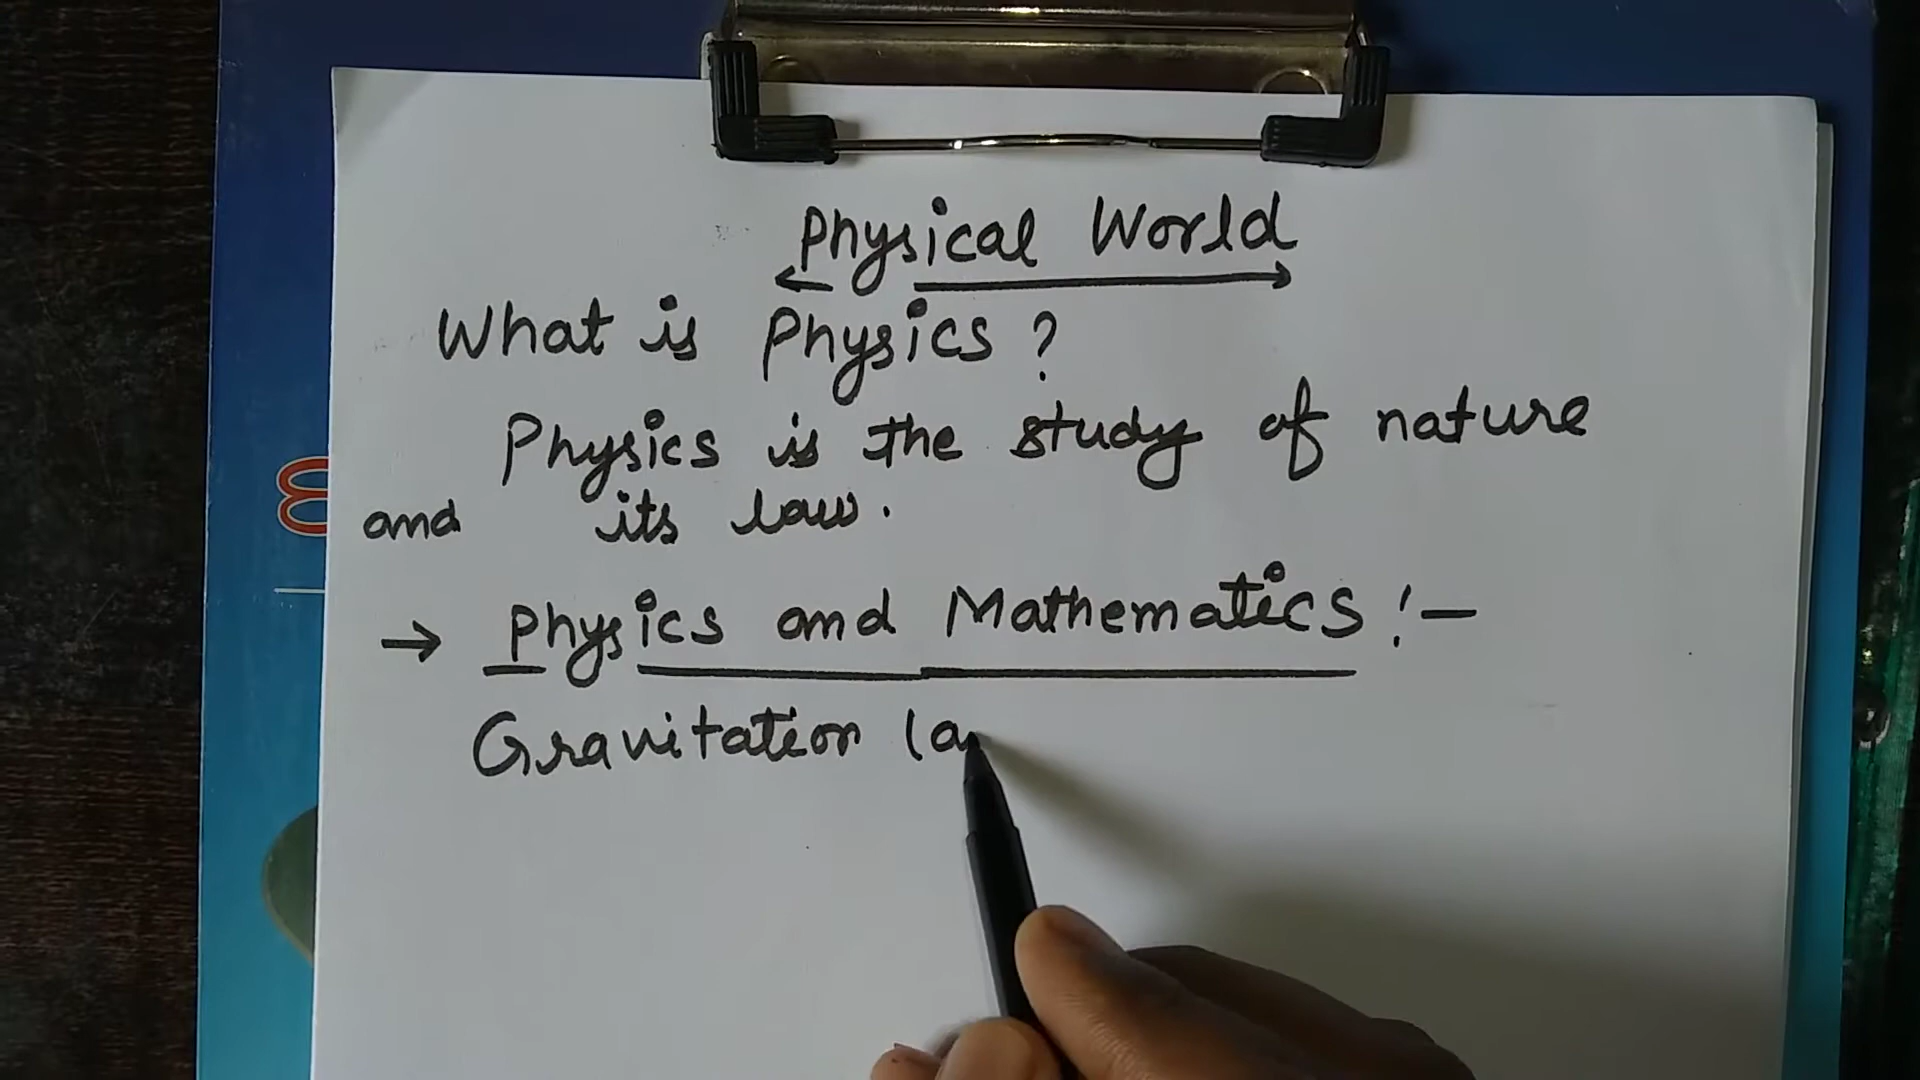 Physical World
What is Physics?
Physics is the study of nature
and its law.
→ Physics and Mathematics :-
Gravitation la